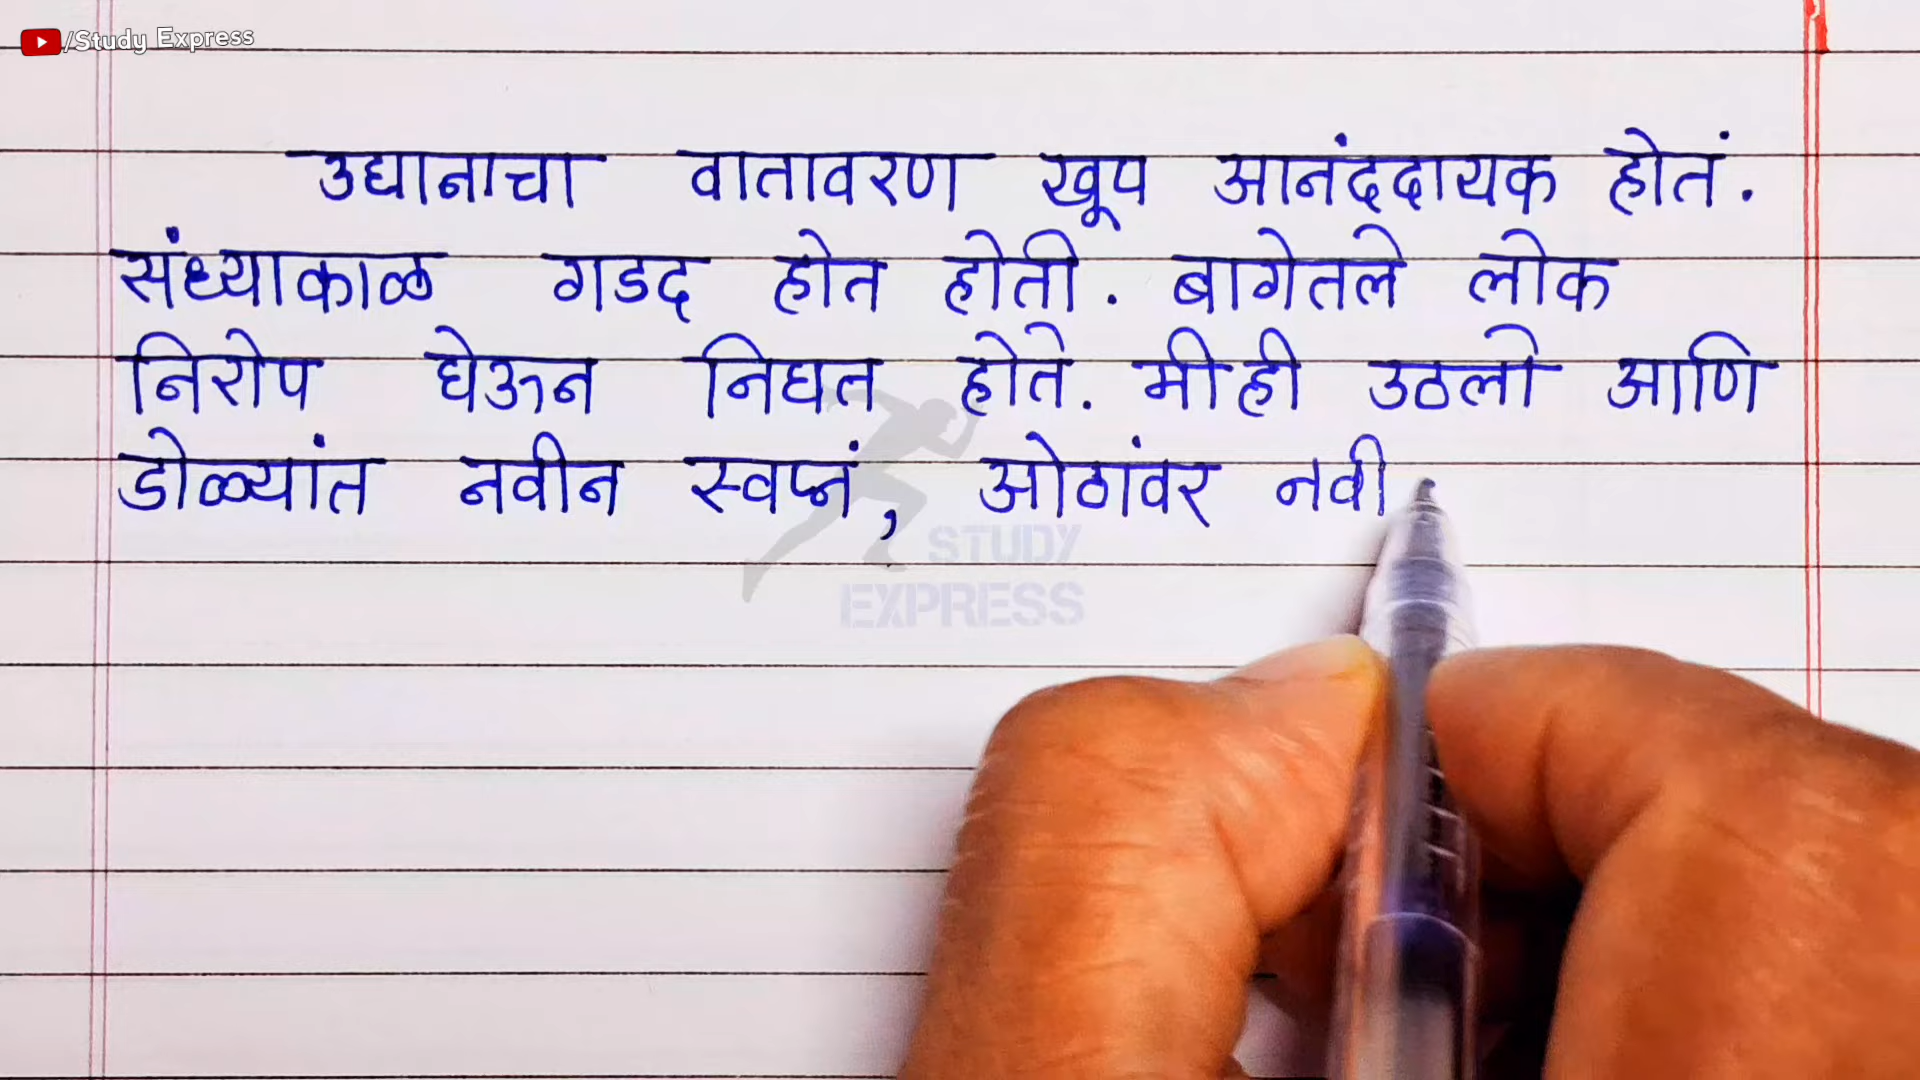 /Study Express
उद्यानाचा वातावरण खूप आनंददायक होतं.
संध्याकाळ गडद होत होती. बागेतले लोक
निरोप घेऊन निघत होते. मीही उठलो आणि
डोळ्यांत नवीन स्वप्नं, ओठांवर नवी
STUDY
EXPRESS